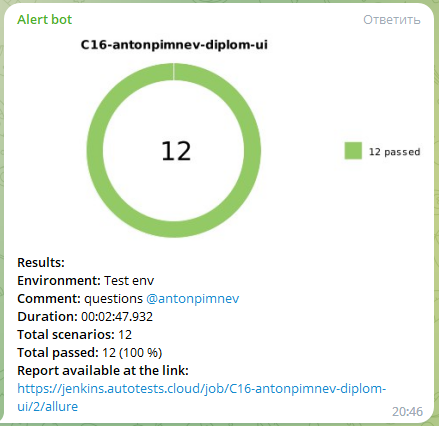 Alert bot
Ответить
C16-antonpimnev-diplom-ui
12
12 passed
Results:
Environment: Test env
Comment: questions @antonpimnev
Duration: 00:02:47.932
Total scenarios: 12
Total passed: 12 (100 %)
Report available at the link:
https://jenkins.autotests.cloud/job/C16-antonpimnev-diplom-
ui/2/allure
20:46